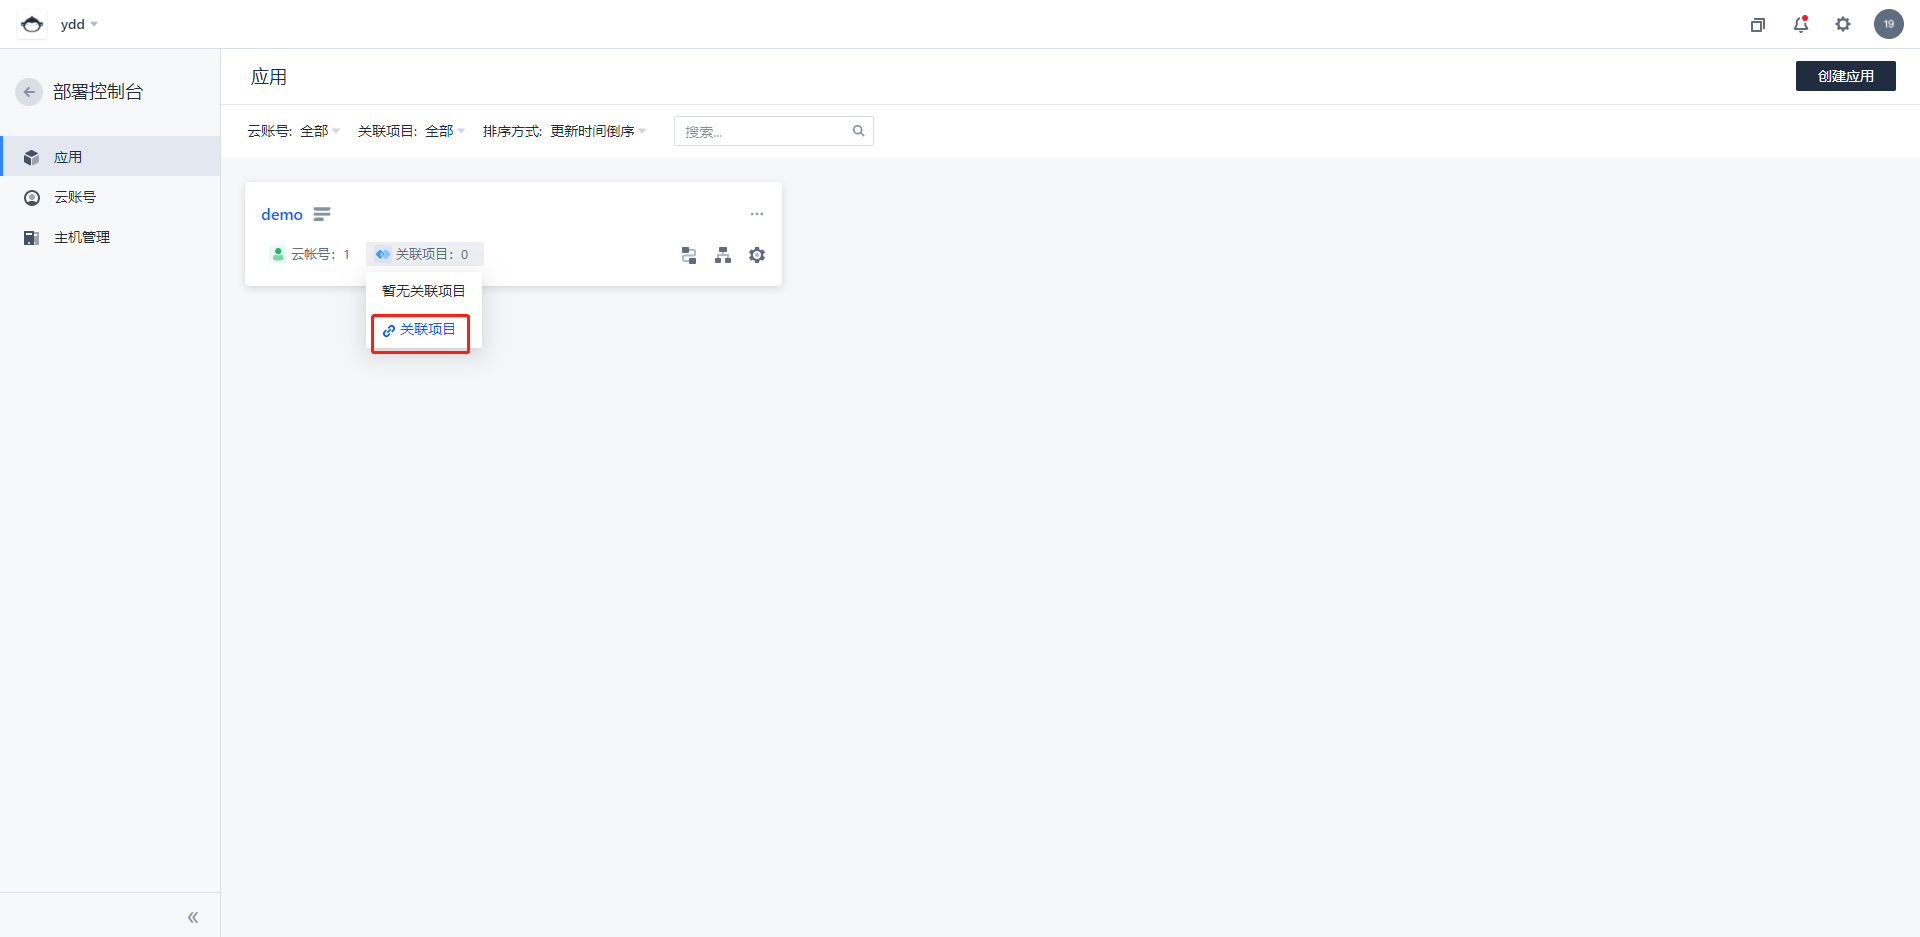 ydd
19
部署控制台
应用
云账号
主机管理
应用
创建应用
云账号: 全部 关联项目: 全部 排序方式: 更新时间倒序 搜索...
demo
云帐号: 1 关联项目: 0
暂无关联项目
关联项目